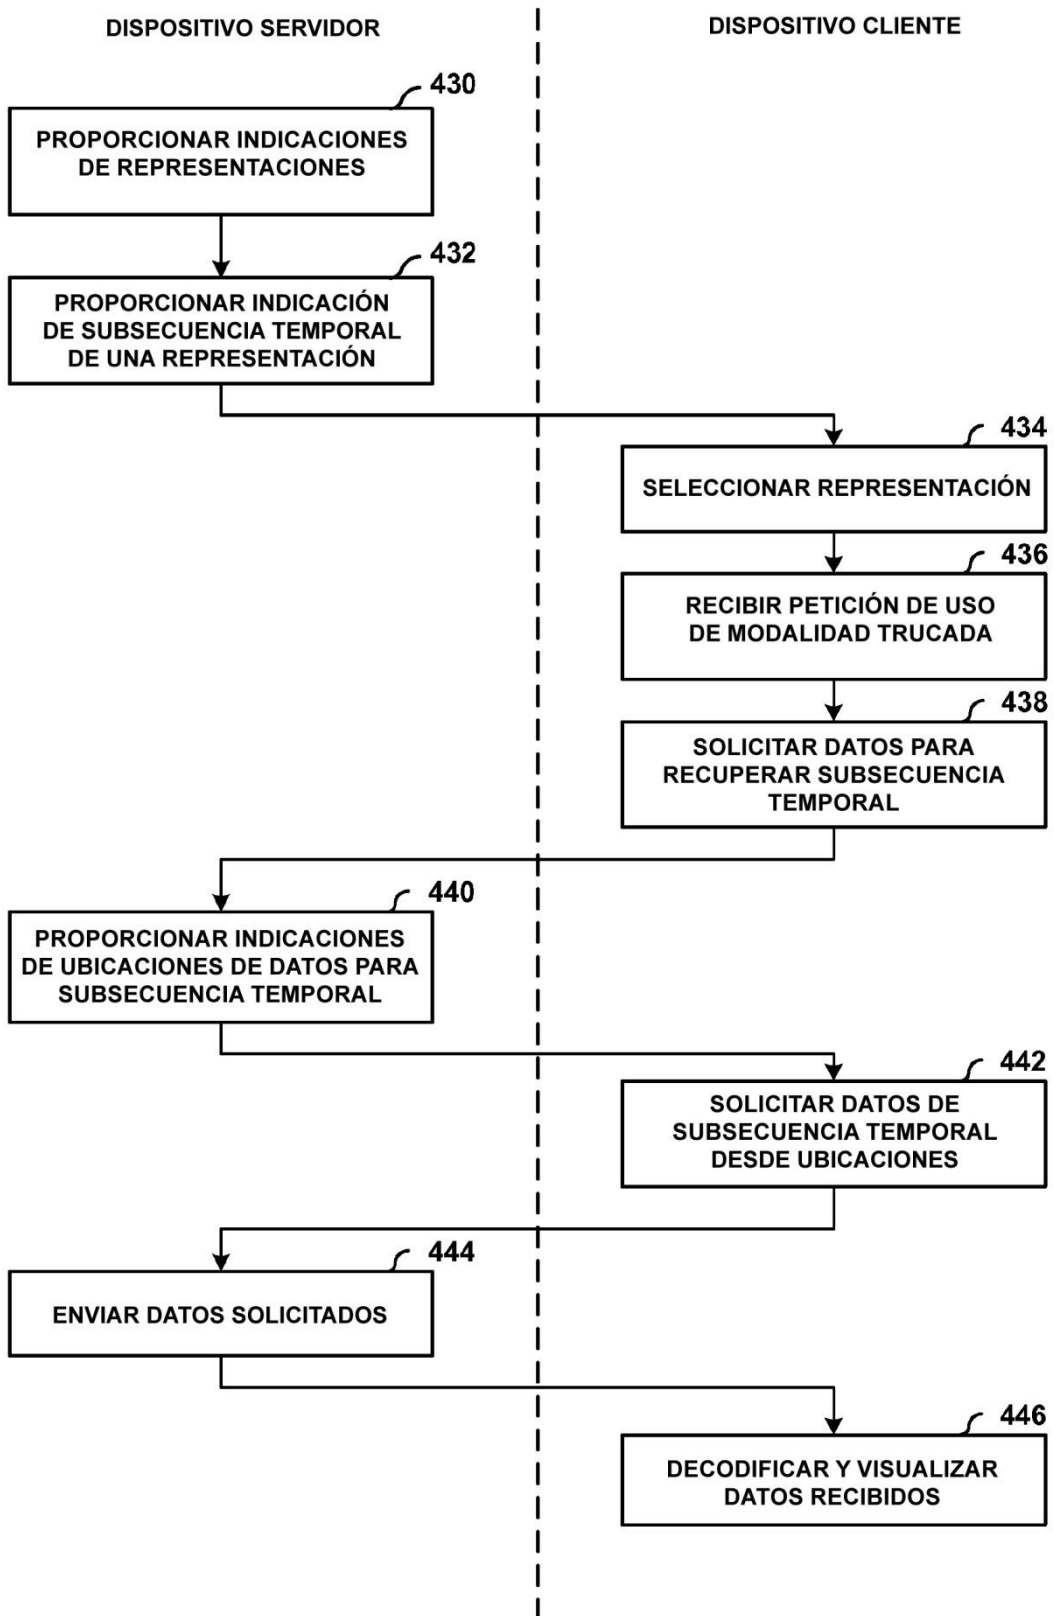 DISPOSITIVO SERVIDOR
DISPOSITIVO CLIENTE
430
PROPORCIONAR INDICACIONES
DE REPRESENTACIONES
432
PROPORCIONAR INDICACIÓN
DE SUBSECUENCIA TEMPORAL
DE UNA REPRESENTACIÓN
434
SELECCIONAR REPRESENTACIÓN
436
RECIBIR PETICIÓN DE USO
DE MODALIDAD TRUCADA
438
SOLICITAR DATOS PARA
RECUPERAR SUBSECUENCIA
TEMPORAL
440
PROPORCIONAR INDICACIONES
DE UBICACIONES DE DATOS PARA
SUBSECUENCIA TEMPORAL
442
SOLICITAR DATOS DE
SUBSECUENCIA TEMPORAL
DESDE UBICACIONES
444
ENVIAR DATOS SOLICITADOS
446
DECODIFICAR Y VISUALIZAR
DATOS RECIBIDOS